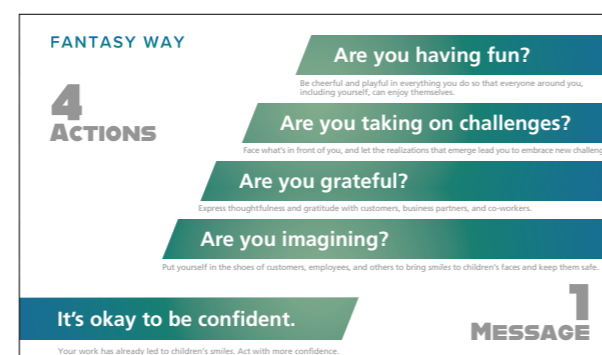 FANTASY WAY
4
ACTIONS
Are you having fun?
Be cheerful and playful in everything you do so that everyone around you,
including yourself, can enjoy themselves.
Are you taking on challenges?
Face what's in front of you, and let the realizations that emerge lead you to embrace new
Are you grateful?
Express thoughtfulness and gratitude with customers, business partners, and co-workers.
Are you imagining?
Put yourself in the shoes of customers, employees, and others to bring smiles to children's faces and keep them safe.
It's okay to be confident.
Your work has already led to children's smiles. Act with more confidence.
1
MESSAGE